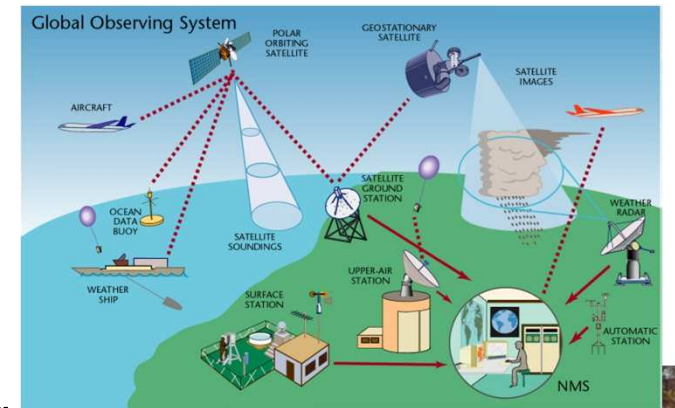 Global Observing System
POLAR
ORBITING
SATELLITE
GEOSTATIONARY
SATELLITE
SATELLITE
IMAGES
AIRCRAFT
OCEAN
DATA
BUOY
SATELLITE
SOUNDINGS
SATELLITE
GROUND
STATION
WEATHER
RADAR
WEATHER
SHIP
UPPER-AIR
STATION
SURFACE
STATION
AUTOMATIC
STATION
NMS